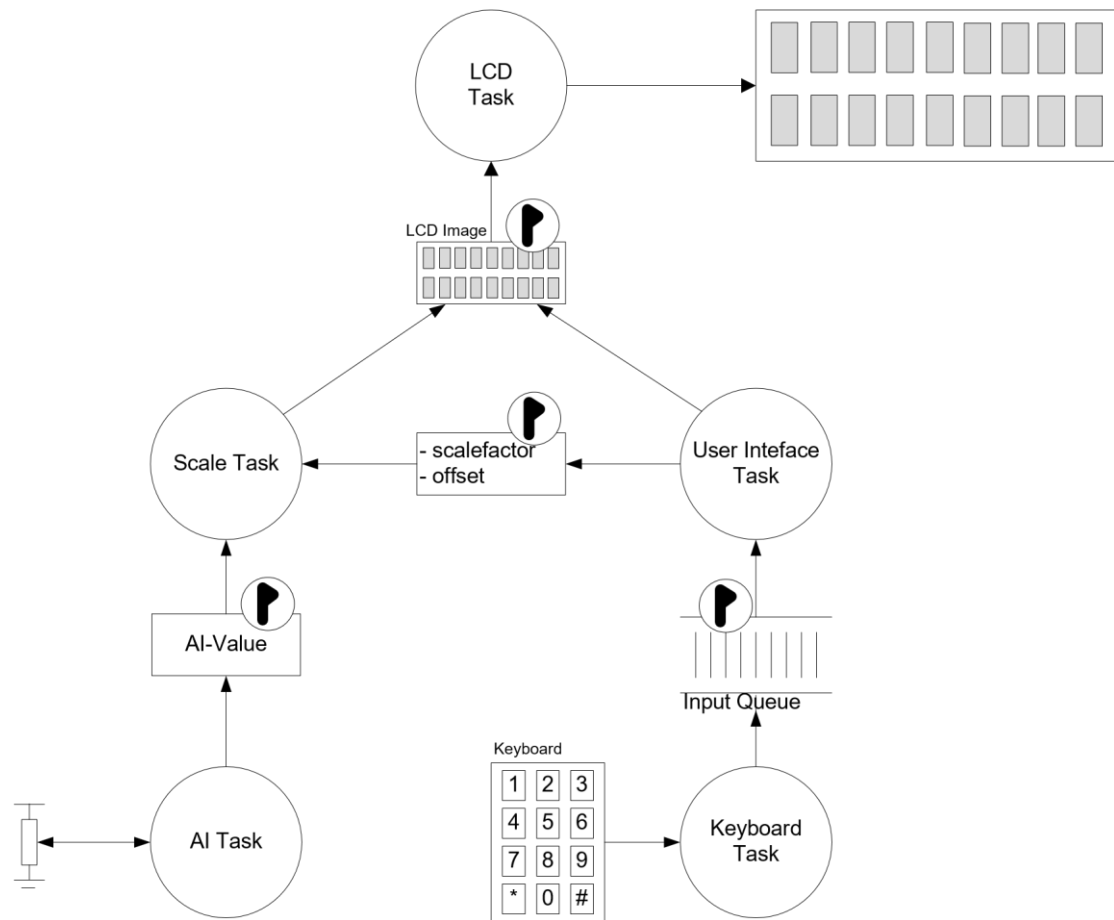 LCD
Task
LCD Image
Scale Task
- scalefactor
- offset
User Inteface
Task
AI-Value
Input Queue
Keyboard
1 2 3
4 5 6
7 8 9
* 0 #
AI Task
Keyboard
Task